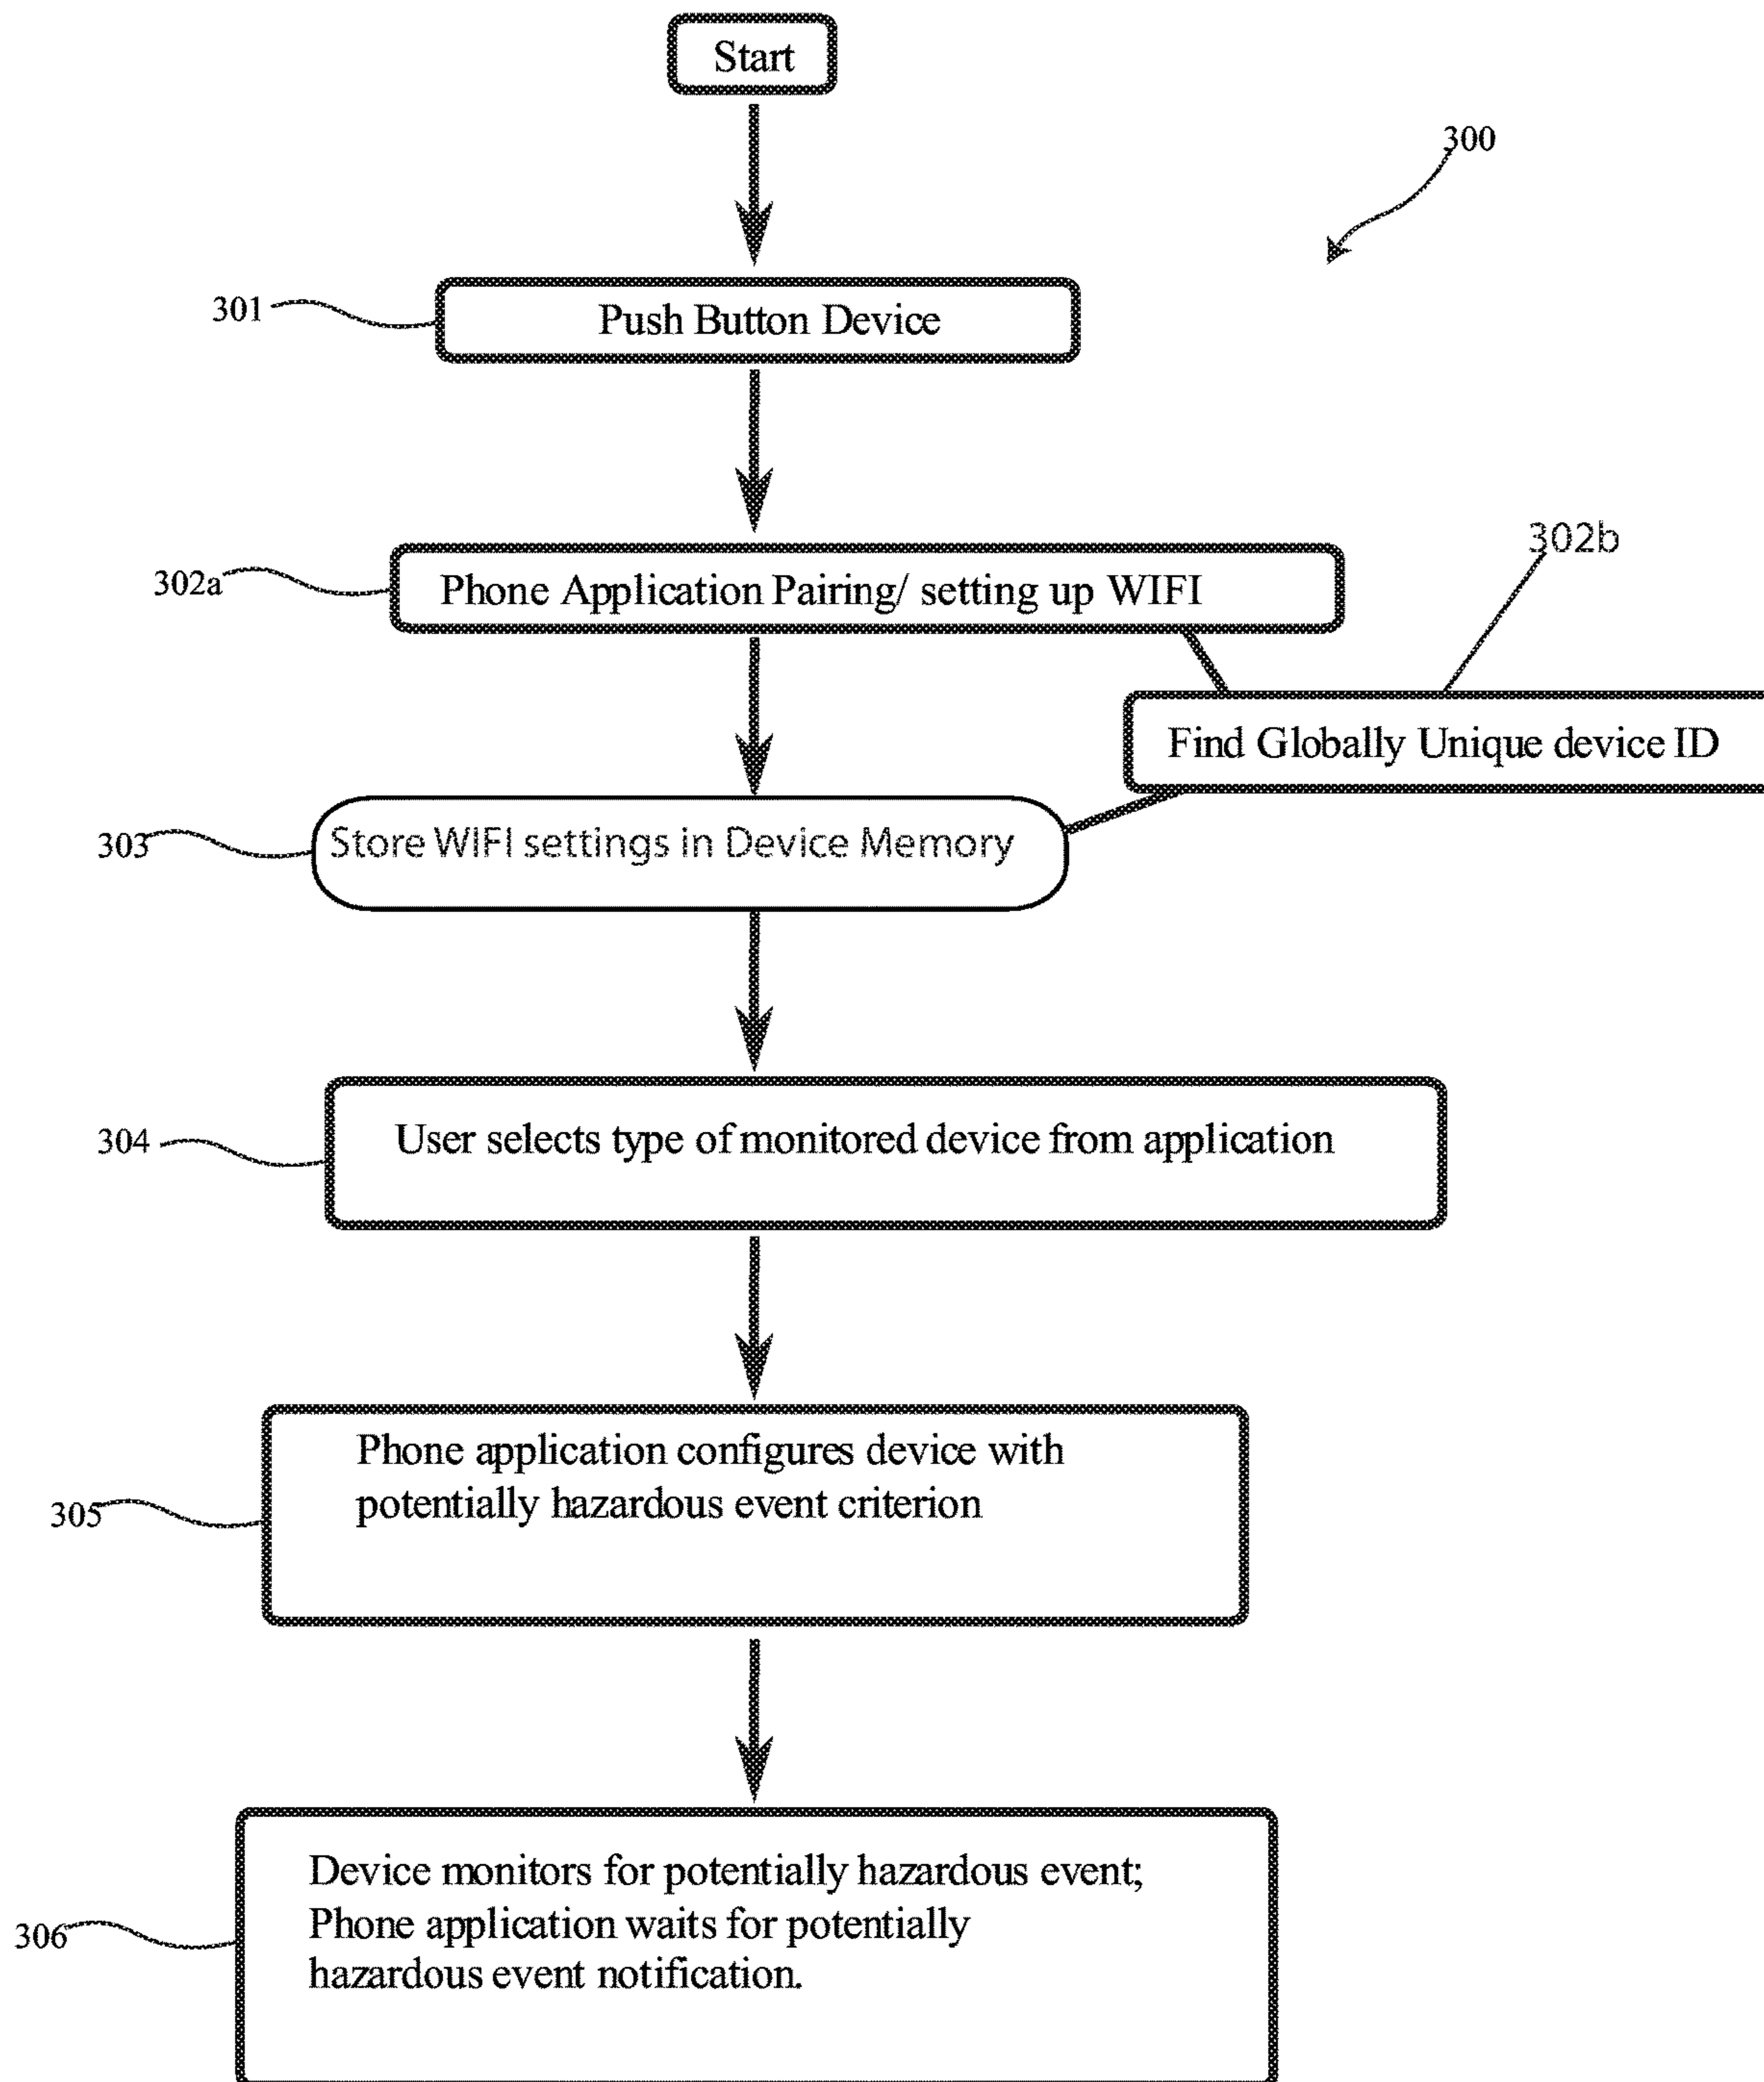 Start
300
301
Push Button Device
302b
302a
Phone Application Pairing/ setting up WIFI
Find Globally Unique device ID
303
Store WIFI settings in Device Memory
304
User selects type of monitored device from application
305
Phone application configures device with
potentially hazardous event criterion
306
Device monitors for potentially hazardous event;
Phone application waits for potentially
hazardous event notification.